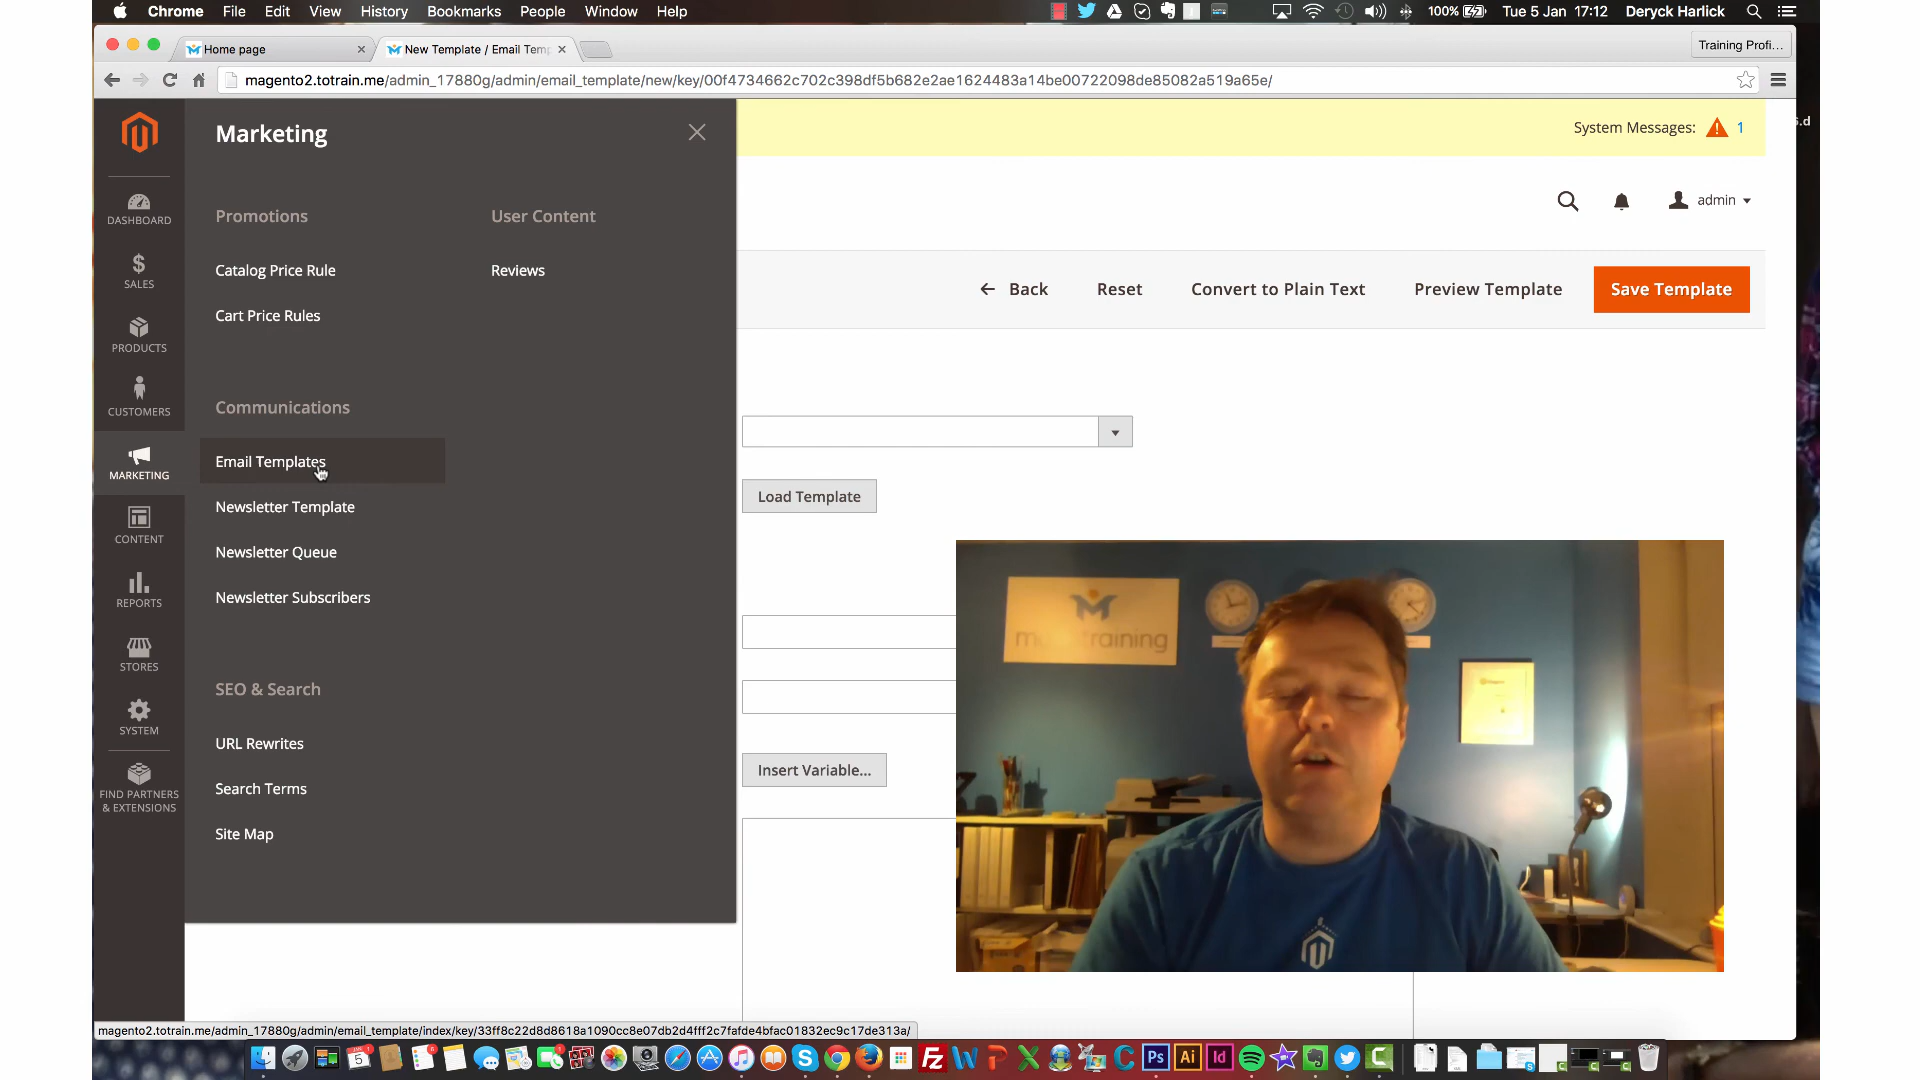 Chrome File Edit View History Bookmarks People Window Help 100% Tue 5 Jan 17:12 Deryck Harlick
Home page New Template / Email Temp Training Profi...
magento2.totrain.me/admin_17880g/admin/email_template/new/key/00f4734662c702c398df5b682e2ae1624483a14be00722098de85082a519a65e/
Marketing
System Messages: 1
admin
Promotions
User Content
Catalog Price Rule
Reviews
Cart Price Rules
Back Reset Convert to Plain Text Preview Template Save Template
Communications
Email Templates
Newsletter Template
Newsletter Queue
Newsletter Subscribers
SEO & Search
URL Rewrites
Search Terms
Site Map
DASHBOARD
SALES
PRODUCTS
CUSTOMERS
MARKETING
CONTENT
REPORTS
STORES
SYSTEM
FIND PARTNERS
& EXTENSIONS
Load Template
Insert Variable...
magento2.totrain.me/admin_17880g/admin/email_template/index/key/33ff8c22d8d8618a1090cc8e07db2d4fff2c7fafde4bfac01832ec9c17de313a/